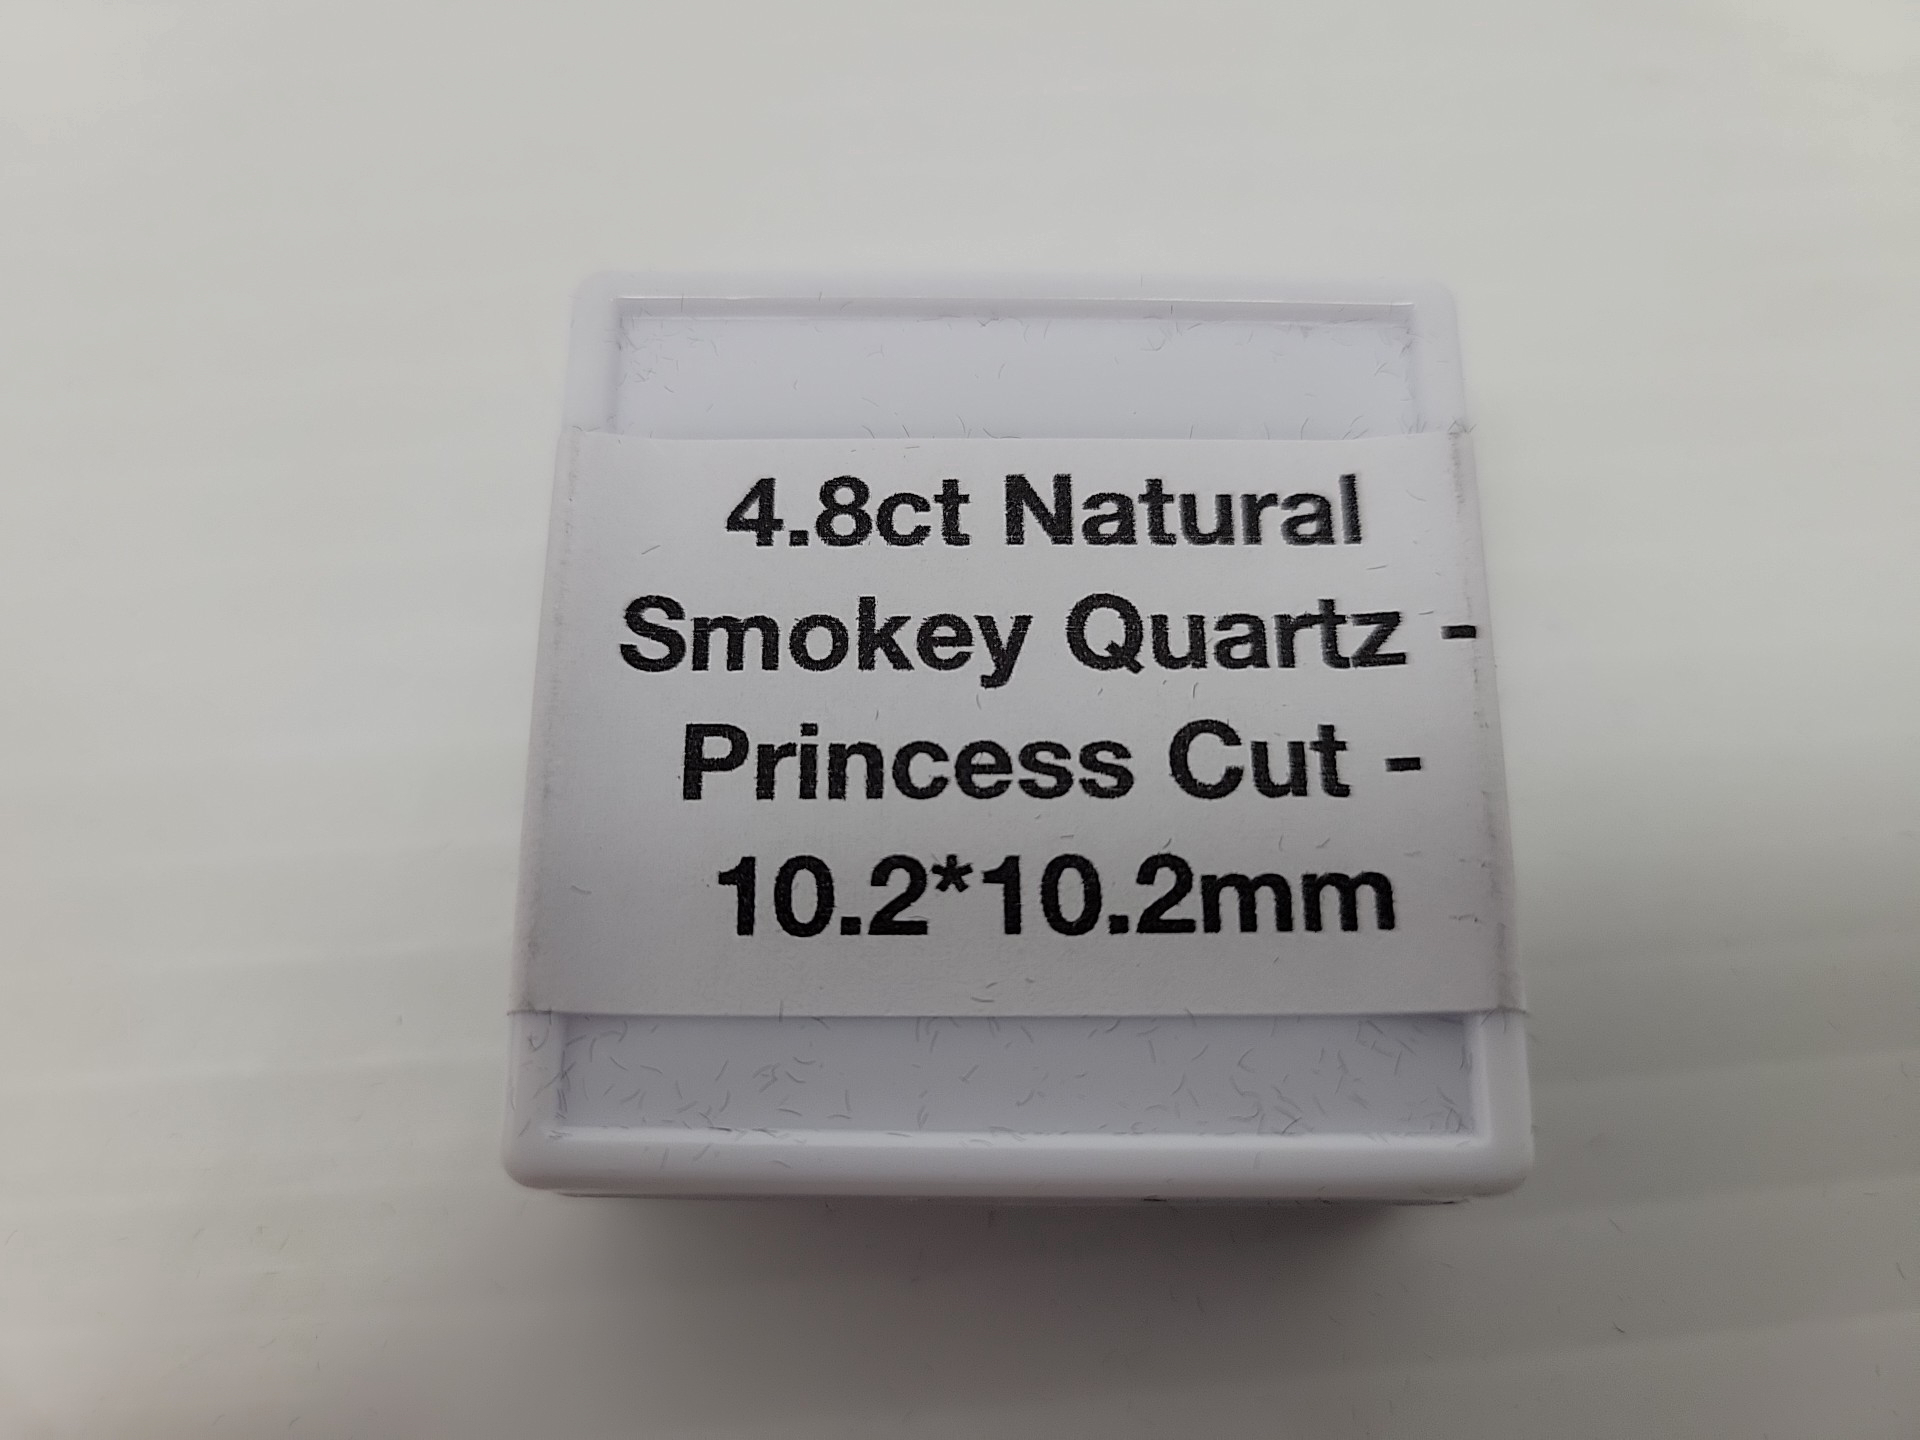 4.8ct Natural
Smokey Quartz -
Princess Cut -
10.2*10.2mm